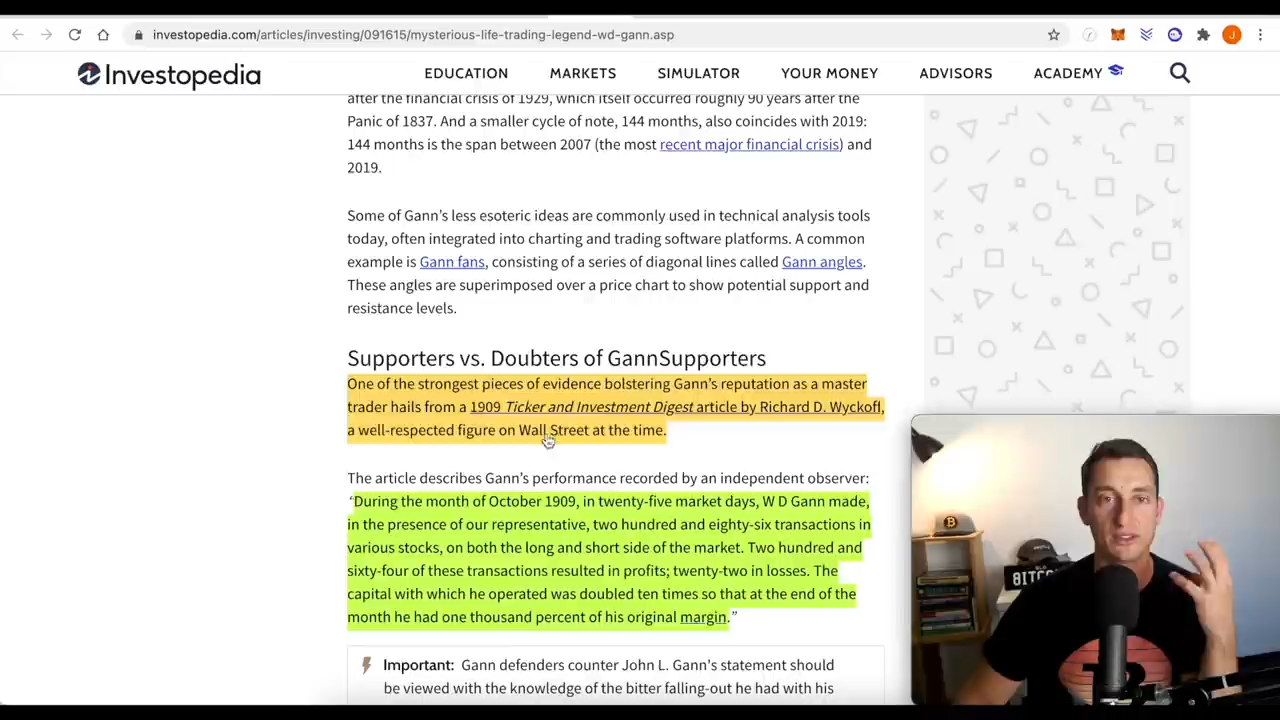 investopedia.com/articles/investing/091615/mysterious-life-trading-legend-wd-gann.asp
J
Investopedia
EDUCATION MARKETS SIMULATOR YOUR MONEY ADVISORS ACADEMY
after the financial crisis of 1929, which itself occurred roughly 90 years after the
Panic of 1837. And a smaller cycle of note, 144 months, also coincides with 2019:
144 months is the span between 2007 (the most recent major financial crisis) and
2019.
Some of Gann's less esoteric ideas are commonly used in technical analysis tools
today, often integrated into charting and trading software platforms. A common
example is Gann fans, consisting of a series of diagonal lines called Gann angles.
These angles are superimposed over a price chart to show potential support and
resistance levels.
Supporters vs. Doubters of GannSupporters
One of the strongest pieces of evidence bolstering Gann's reputation as a master
trader hails from a 1909 Ticker and Investment Digest article by Richard D. Wyckoff,
a well-respected figure on Wall Street at the time.
The article describes Gann's performance recorded by an independent observer:
“During the month of October 1909, in twenty-five market days, W D Gann made,
in the presence of our representative, two hundred and eighty-six transactions in
various stocks, on both the long and short side of the market. Two hundred and
sixty-four of these transactions resulted in profits; twenty-two in losses. The
capital with which he operated was doubled ten times so that at the end of the
month he had one thousand percent of his original margin.”
Important: Gann defenders counter John L. Gann's statement should
be viewed with the knowledge of the bitter falling-out he had with his